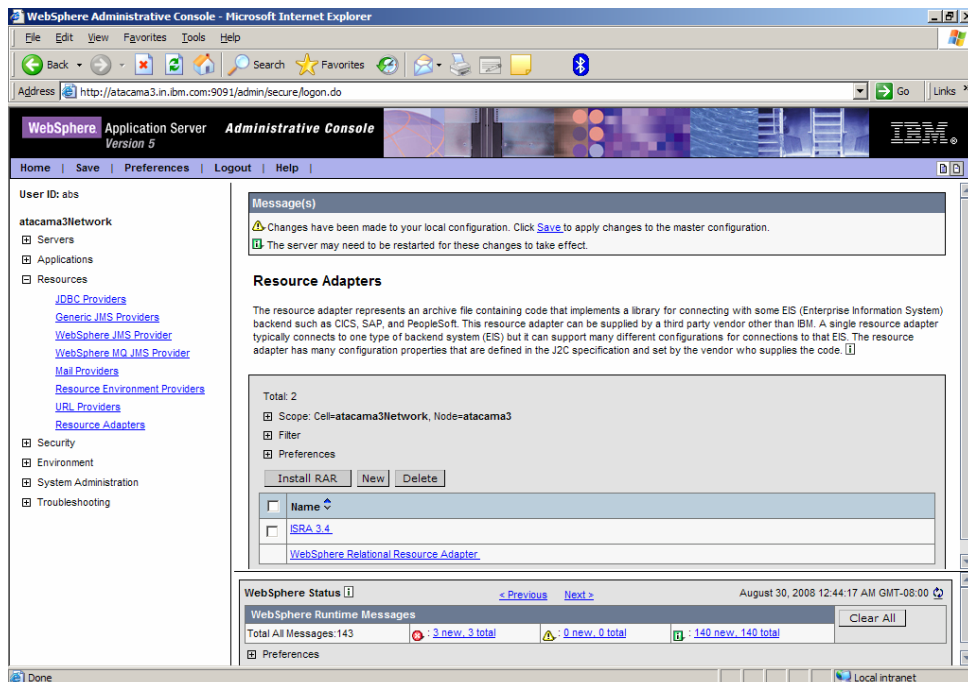 WebSphere Administrative Console - Microsoft Internet Explorer
File Edit View Favorites Tools Help
Back Search Favorites
Address http://atacama3.in.ibm.com:9091/admin/secure/logon.do Go Links »
WebSphere. Application Server Administrative Console
Version 5
IBM.
Home | Save | Preferences | Logout | Help |
User ID: abs
atacama3Network
Servers
Applications
Resources
JDBC Providers
Generic JMS Providers
WebSphere JMS Provider
WebSphere MQ JMS Provider
Mail Providers
Resource Environment Providers
URL Providers
Resource Adapters
Security
Environment
System Administration
Troubleshooting
Message(s)
Changes have been made to your local configuration. Click Save to apply changes to the master configuration.
The server may need to be restarted for these changes to take effect.
Resource Adapters
The resource adapter represents an archive file containing code that implements a library for connecting with some EIS (Enterprise Information System)
backend such as CICS, SAP, and PeopleSoft. This resource adapter can be supplied by a third party vendor other than IBM. A single resource adapter
typically connects to one type of backend system (EIS) but it can support many different configurations for connections to that EIS. The resource
adapter has many configuration properties that are defined in the J2C specification and set by the vendor who supplies the code. i
Total: 2
Scope: Cell=atacama3Network, Node=atacama3
Filter
Preferences
Install RAR New Delete
Name
ISRA 3.4
WebSphere Relational Resource Adapter
WebSphere Status i < Previous Next > August 30, 2008 12:44:17 AM GMT-08:00
WebSphere Runtime Messages
Clear All
Total All Messages:143 : 3 new, 3 total : 0 new, 0 total : 140 new, 140 total
Preferences
Done Local intranet